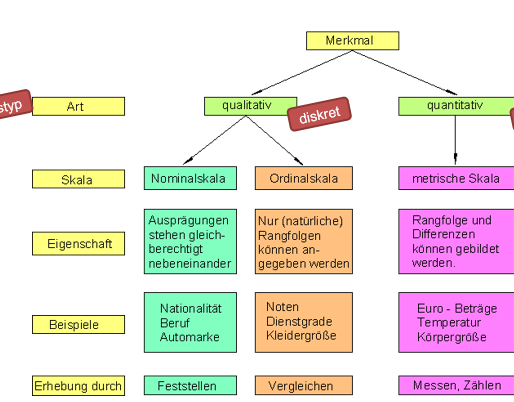 Merkmal
styp
Art
qualitativ
diskret
quantitativ
Skala
Nominalskala
Ordinalskala
metrische Skala
Eigenschaft
Ausprägungen
stehen gleich-
berechtigt
nebeneinander
Nur (natürliche)
Rangfolgen
können an-
gegeben werden
Rangfolge und
Differenzen
können gebildet
werden.
Beispiele
Nationalität
Beruf
Automarke
Noten
Dienstgrade
Kleidergröße
Euro - Beträge
Temperatur
Körpergröße
Erhebung durch
Feststellen
Vergleichen
Messen, Zählen